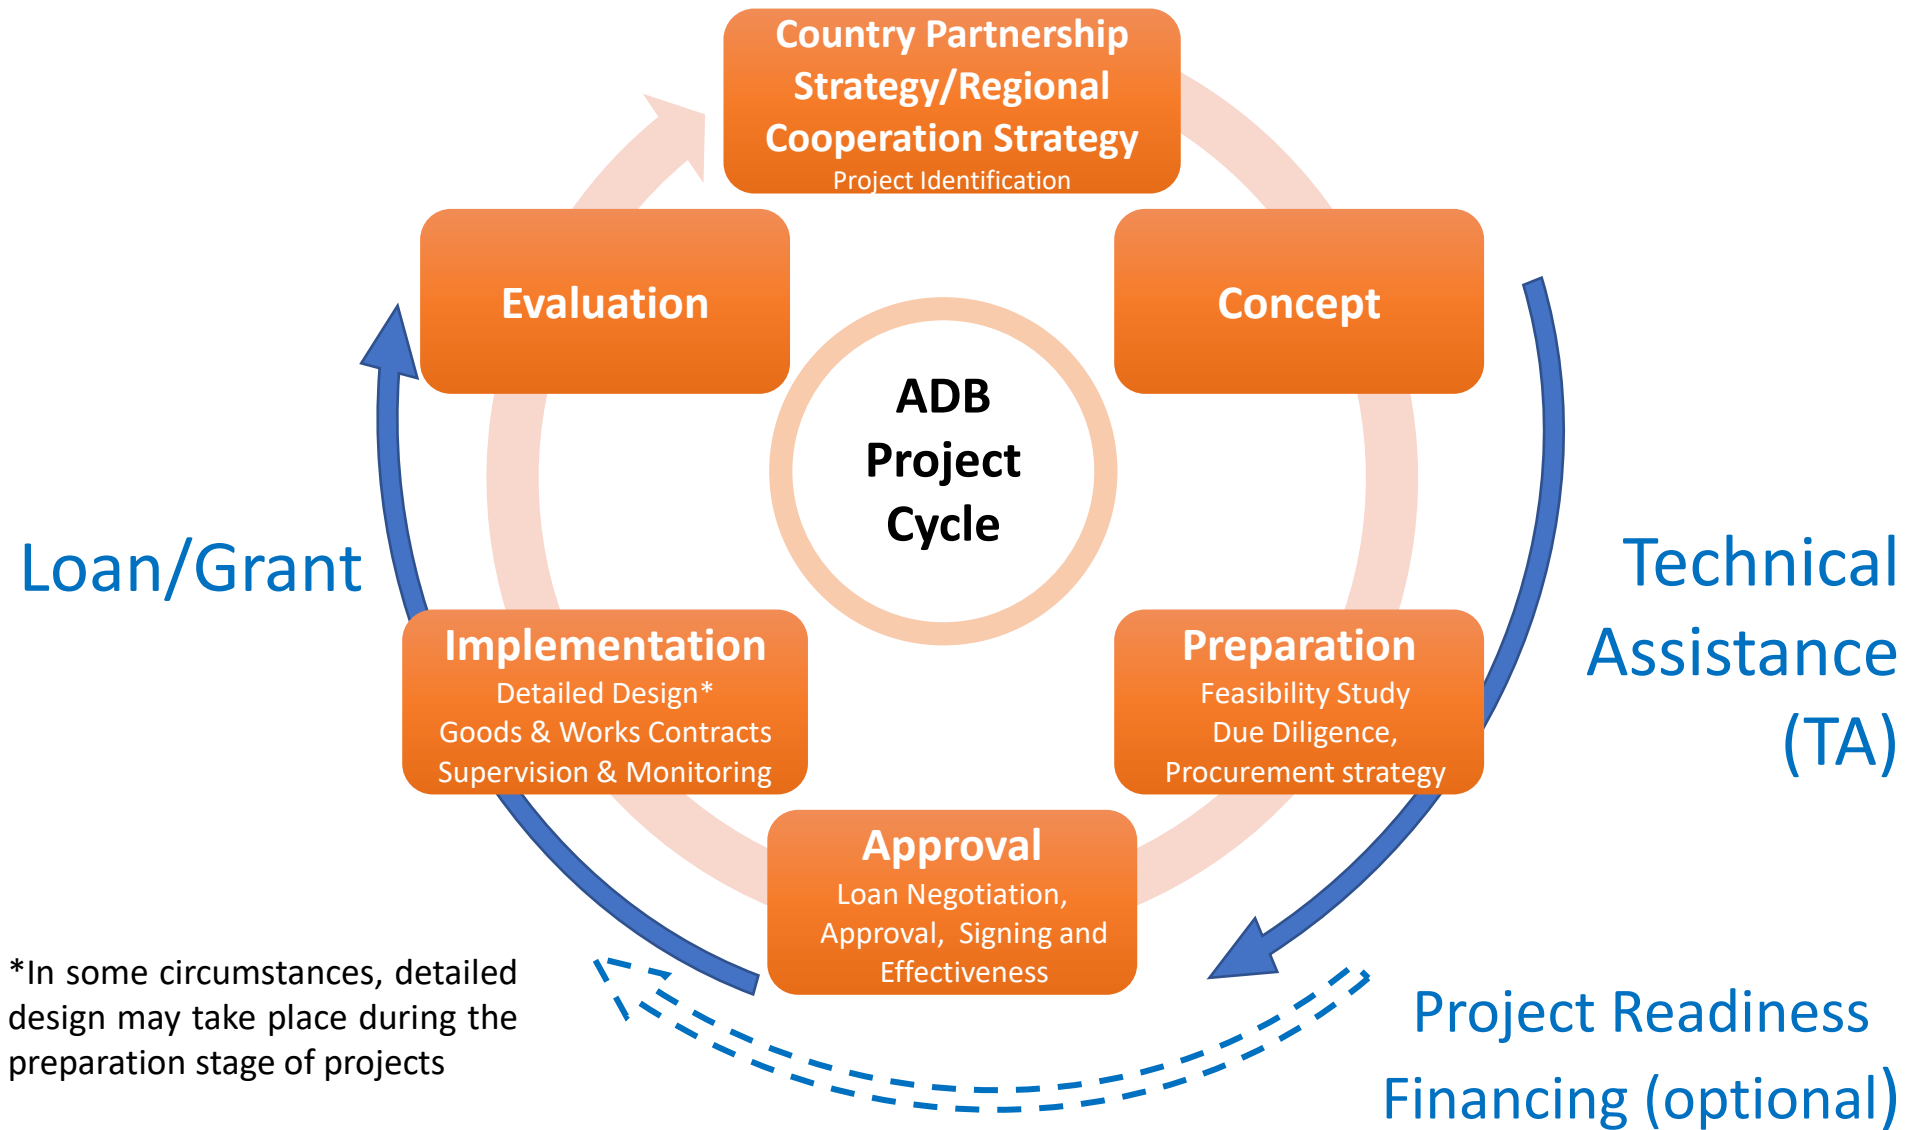 Country Partnership
Strategy/Regional
Cooperation Strategy
Project Identification
Evaluation
Concept
ADB
Project
Cycle
Loan/Grant
Technical
Assistance
(TA)
Implementation
Detailed Design*
Goods & Works Contracts
Supervision & Monitoring
Preparation
Feasibility Study
Due Diligence,
Procurement strategy
Approval
Loan Negotiation,
Approval, Signing and
Effectiveness
*In some circumstances, detailed
design may take place during the
preparation stage of projects
Project Readiness
Financing (optional)